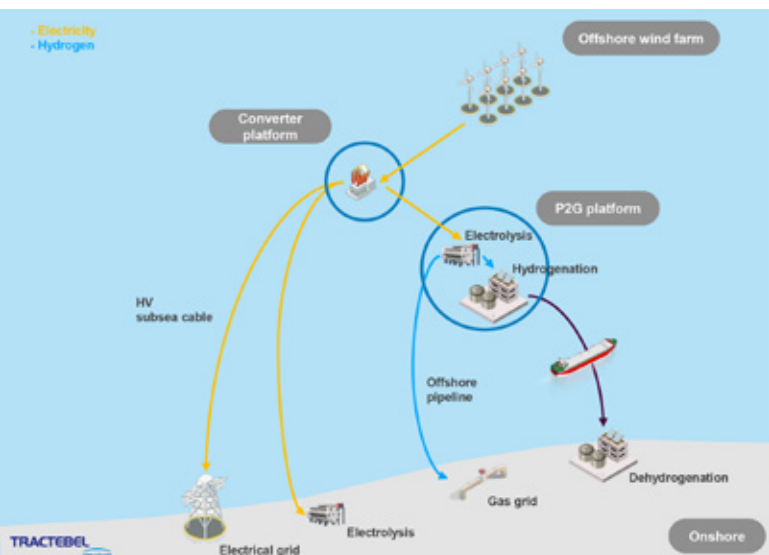 - Electricity
- Hydrogen
Offshore wind farm
Converter
platform
P2G platform
Electrolysis
Hydrogenation
HV
subsea cable
Offshore
pipeline
Dehydrogenation
Gas grid
Electrolysis
Electrical grid
Onshore
TRACTEBEL